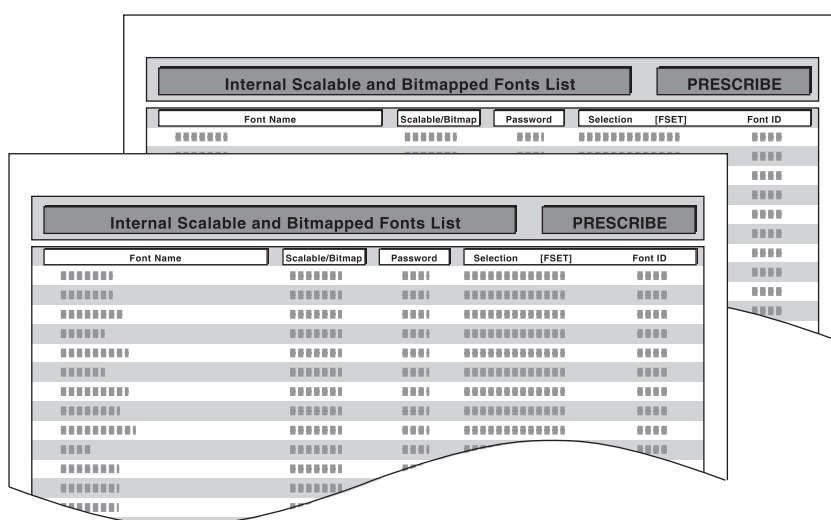 Internal Scalable and Bitmapped Fonts List PRESCRIBE
Font Name Scalable/Bitmap Password Selection [FSET] Font ID
Internal Scalable and Bitmapped Fonts List PRESCRIBE
Font Name Scalable/Bitmap Password Selection [FSET] Font ID